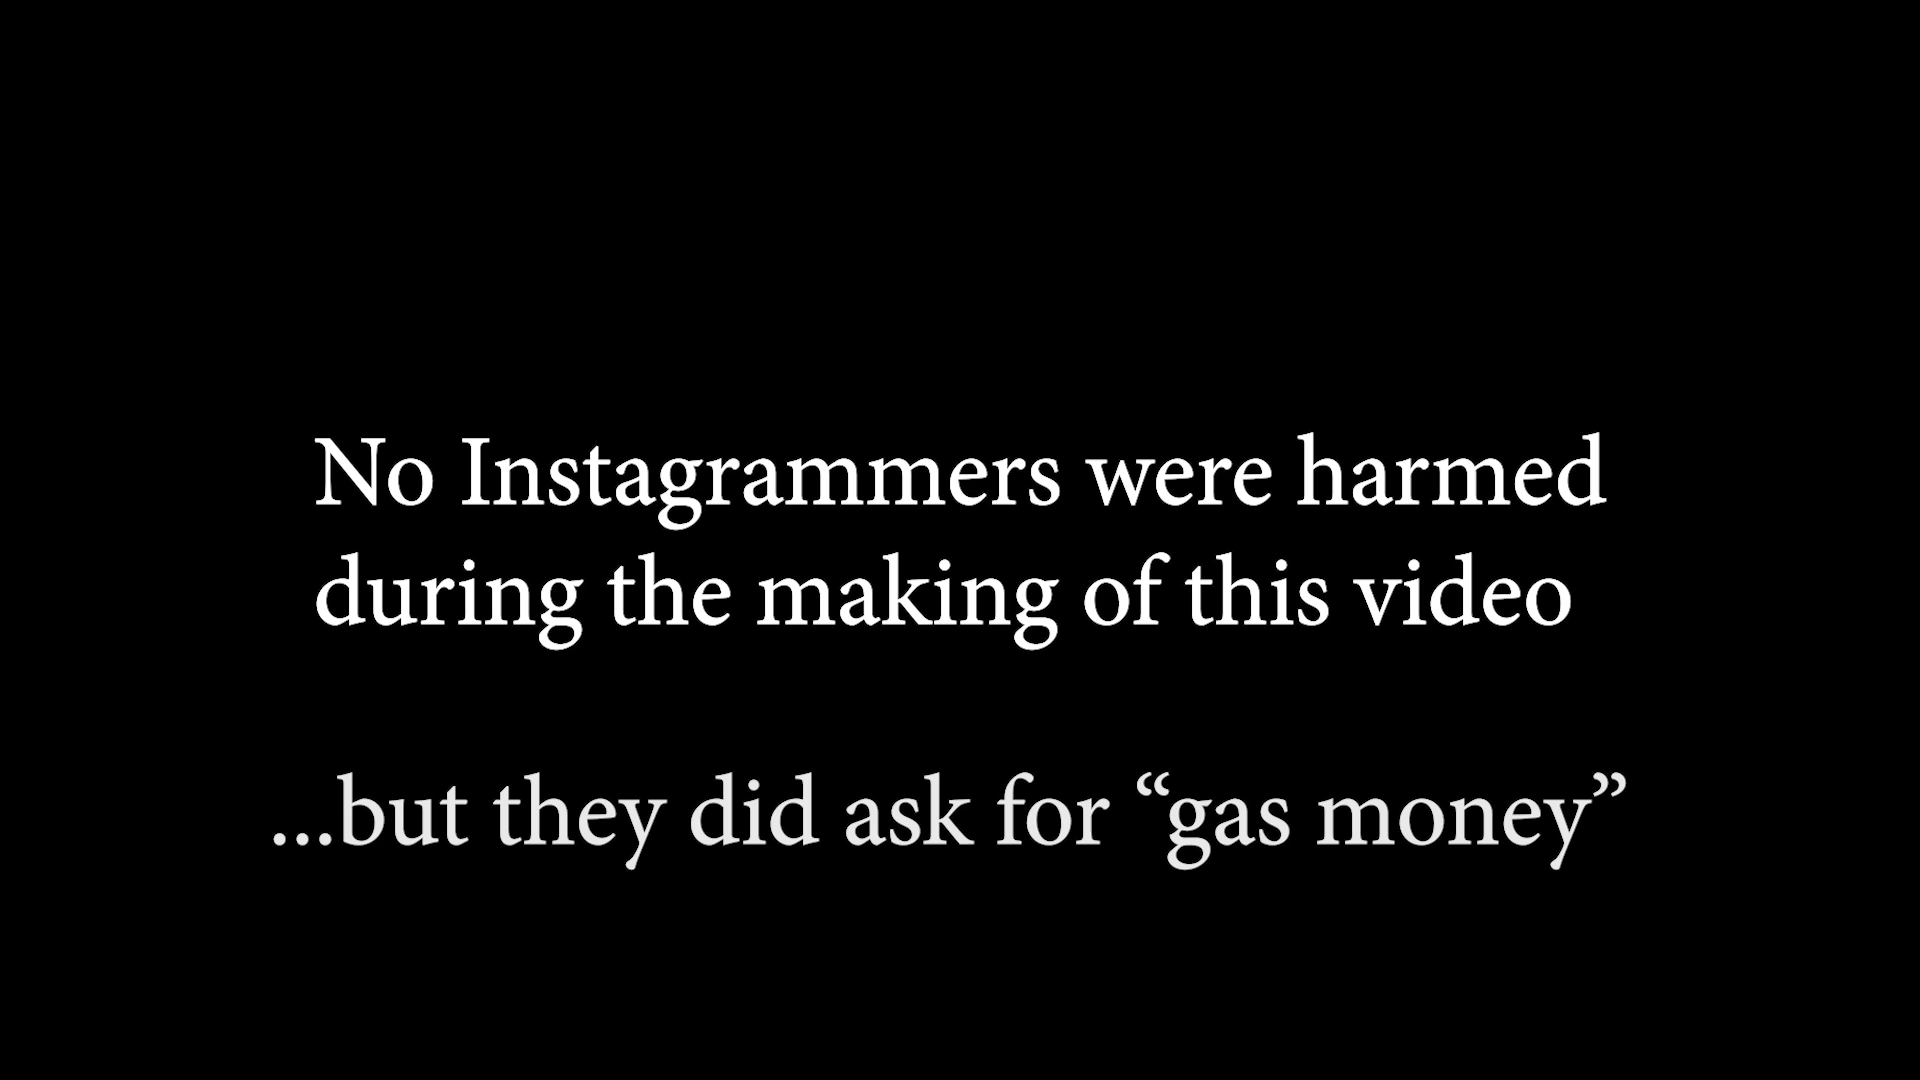 No Instagrammers were harmed
during the making of this video
...but they did ask for “gas money”